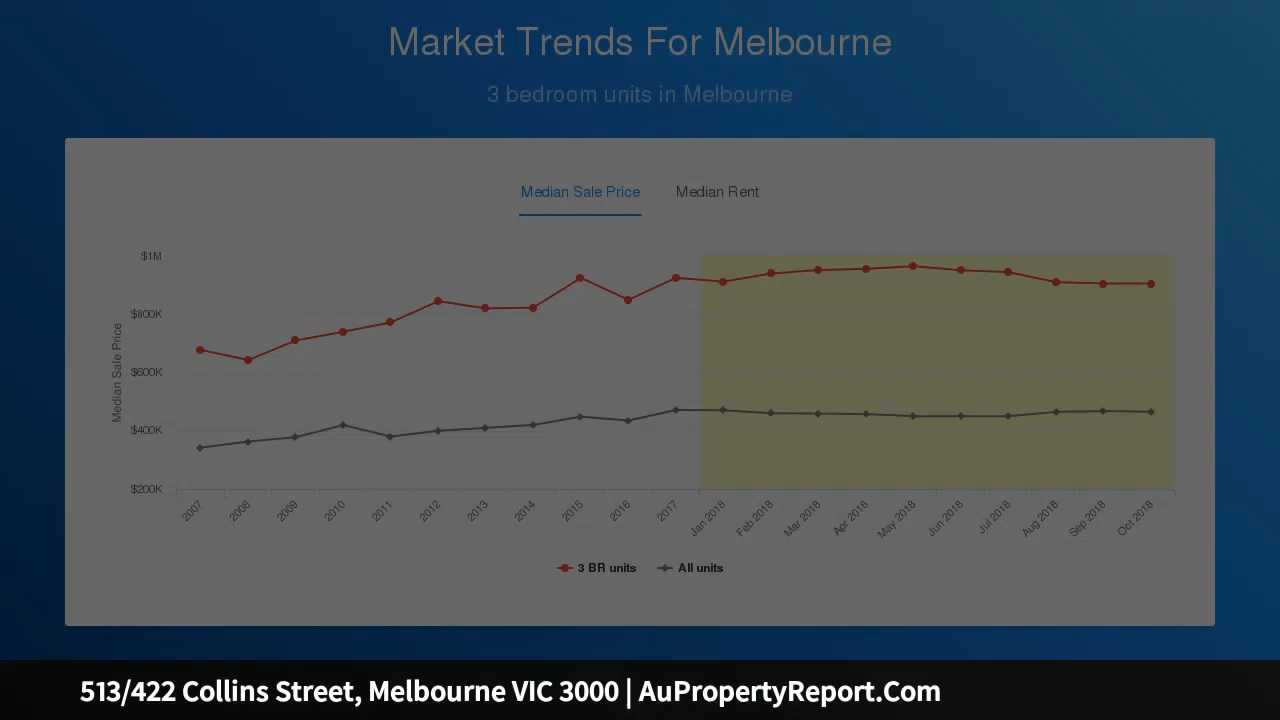 Market Trends For Melbourne
3 bedroom units in Melbourne
Median Sale Price Median Rent
$1M
$800K
$600K
$400K
$200K
Median Sale Price
2007 2008 2009 2010 2011 2012 2013 2014 2015 2016 2017 Jan 2018 Feb 2018 Mar 2018 Apr 2018 May 2018 Jun 2018 Jul 2018 Aug 2018 Sep 2018 Oct 2018
3 BR units All units
513/422 Collins Street, Melbourne VIC 3000 | AuPropertyReport.Com